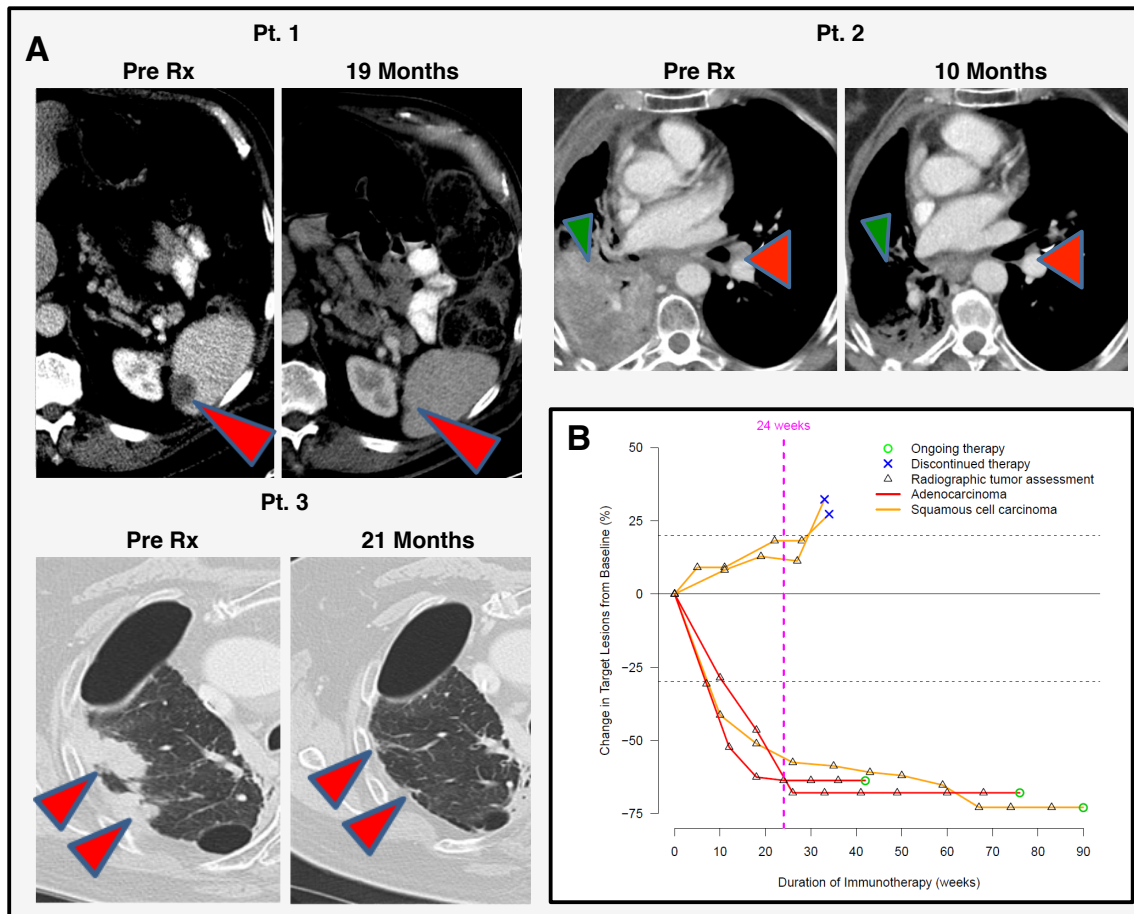 A
Pt. 1
Pre Rx
19 Months
Pt. 2
Pre Rx
10 Months
Pt. 3
Pre Rx
21 Months
B
24 weeks
Ongoing therapy
Discontinued therapy
Radiographic tumor assessment
Adenocarcinoma
Squamous cell carcinoma
Change in Target Lesions from Baseline (%)
50
25
0
−25
−50
−75
0 10 20 30 40 50 60 70 80 90
Duration of Immunotherapy (weeks)